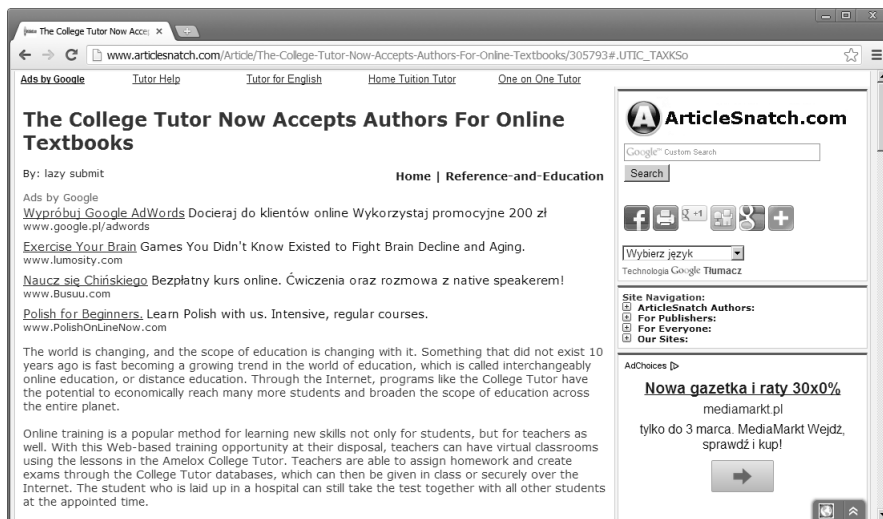 The College Tutor Now Accep
www.articlesnatch.com/Article/The-College-Tutor-Now-Accepts-Authors-For-Online-Textbooks/305793#.UTIC_TAXKSo
Ads by Google Tutor Help Tutor for English Home Tuition Tutor One on One Tutor
The College Tutor Now Accepts Authors For Online
Textbooks
By: lazy submit
Home | Reference-and-Education
Ads by Google
Wypróbuj Google AdWords Docieraj do klientów online Wykorzystaj promocyjne 200 zł
www.google.pl/adwords
Exercise Your Brain Games You Didn't Know Existed to Fight Brain Decline and Aging.
www.lumosity.com
Naucz się Chińskiego Bezpłatny kurs online. Ćwiczenia oraz rozmowa z native speakerem!
www.Busuu.com
Polish for Beginners. Learn Polish with us. Intensive, regular courses.
www.PolishOnLineNow.com
The world is changing, and the scope of education is changing with it. Something that did not exist 10
years ago is fast becoming a growing trend in the world of education, which is called interchangeably
online education, or distance education. Through the Internet, programs like the College Tutor have
the potential to economically reach many more students and broaden the scope of education across
the entire planet.
Online training is a popular method for learning new skills not only for students, but for teachers as
well. With this Web-based training opportunity at their disposal, teachers can have virtual classrooms
using the lessons in the Amelox College Tutor. Teachers are able to assign homework and create
exams through the College Tutor databases, which can then be given in class or securely over the
Internet. The student who is laid up in a hospital can still take the test together with all other students
at the appointed time.
A ArticleSnatch.com
Google™ Custom Search
Search
f g +1 g +
Wybierz język
Technologia Google Tłumacz
Site Navigation:
ArticleSnatch Authors:
For Publishers:
For Everyone:
Our Sites:
AdChoices
Nowa gazetka i raty 30x0%
mediamarkt.pl
tylko do 3 marca. MediaMarkt Wejdź,
sprawdź i kup!